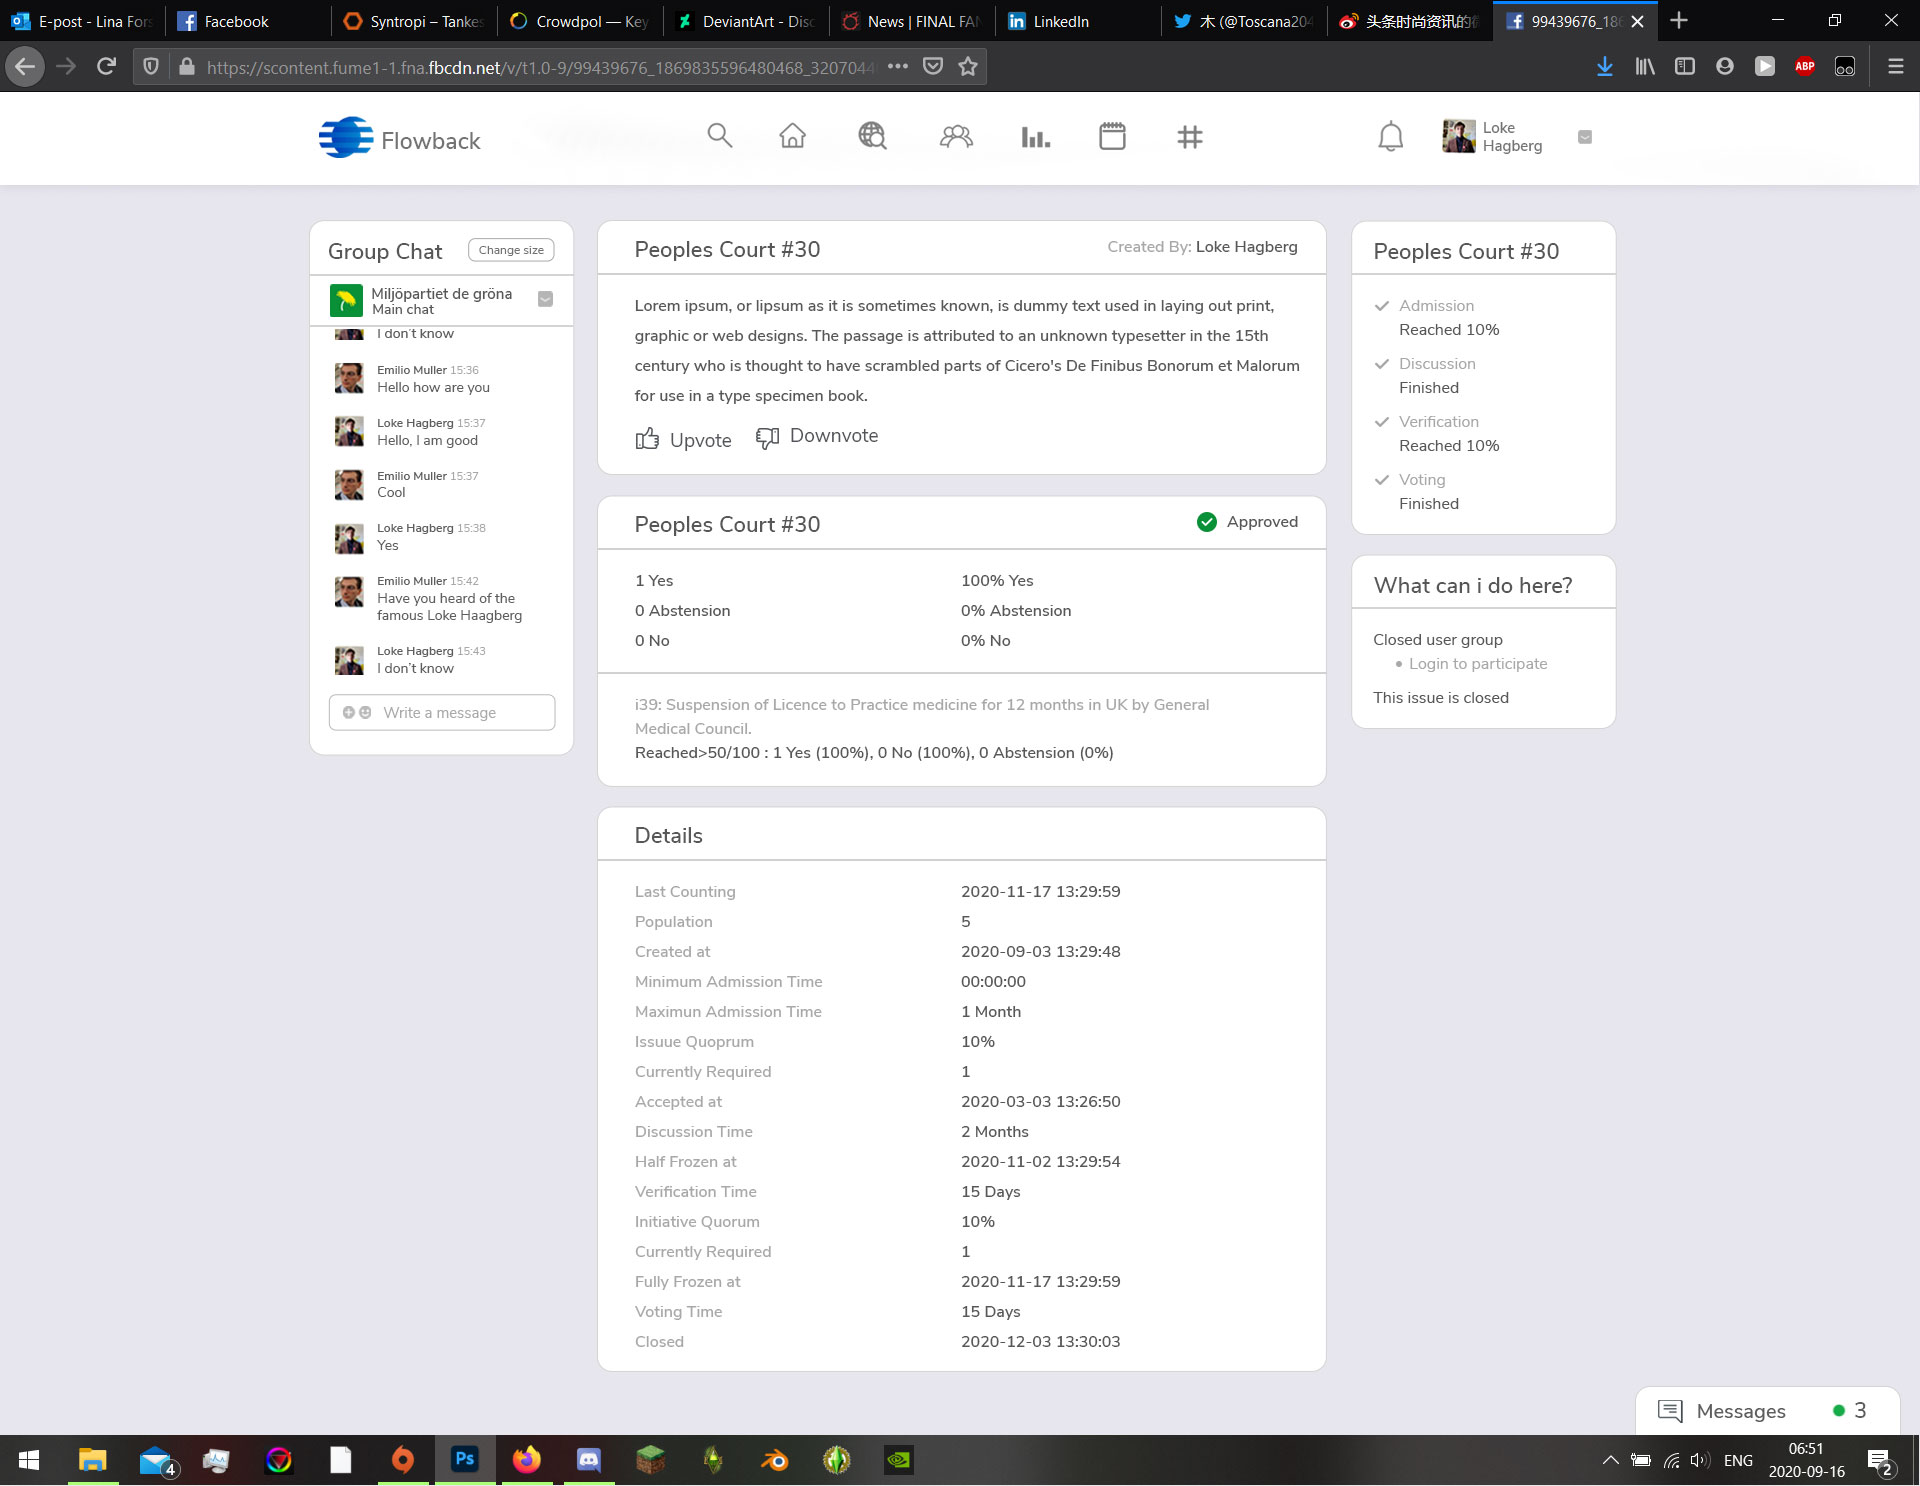 E-post - Lina Fors
Facebook
Syntropi – Tankes
Crowdpol — Key
DeviantArt - Disc
News | FINAL FAN
LinkedIn
木 (@Toscana204
头条时尚资讯的
99439676_186
https://scontent.fume1-1.fna.fbcdn.net/v/t1.0-9/99439676_1869835596480468_3207044
ABP
Flowback
Loke
Hagberg
Group Chat
Change size
Miljöpartiet de gröna
Main chat
I don't know
Emilio Muller 15:36
Hello how are you
Loke Hagberg 15:37
Hello, I am good
Emilio Muller 15:37
Cool
Loke Hagberg 15:38
Yes
Emilio Muller 15:42
Have you heard of the
famous Loke Haagberg
Loke Hagberg 15:43
I don't know
Write a message
Peoples Court #30
Created By: Loke Hagberg
Lorem ipsum, or lipsum as it is sometimes known, is dummy text used in laying out print,
graphic or web designs. The passage is attributed to an unknown typesetter in the 15th
century who is thought to have scrambled parts of Cicero's De Finibus Bonorum et Malorum
for use in a type specimen book.
Upvote
Downvote
Peoples Court #30
Approved
1 Yes 100% Yes
0 Abstension 0% Abstension
0 No 0% No
i39: Suspension of Licence to Practice medicine for 12 months in UK by General
Medical Council.
Reached>50/100 : 1 Yes (100%), 0 No (100%), 0 Abstension (0%)
Details
Last Counting 2020-11-17 13:29:59
Population 5
Created at 2020-09-03 13:29:48
Minimum Admission Time 00:00:00
Maximun Admission Time 1 Month
Issuue Quoprum 10%
Currently Required 1
Accepted at 2020-03-03 13:26:50
Discussion Time 2 Months
Half Frozen at 2020-11-02 13:29:54
Verification Time 15 Days
Initiative Quorum 10%
Currently Required 1
Fully Frozen at 2020-11-17 13:29:59
Voting Time 15 Days
Closed 2020-12-03 13:30:03
Peoples Court #30
Admission
Reached 10%
Discussion
Finished
Verification
Reached 10%
Voting
Finished
What can i do here?
Closed user group
• Login to participate
This issue is closed
Messages
3
4
Ps
ENG
06:51
2020-09-16
2